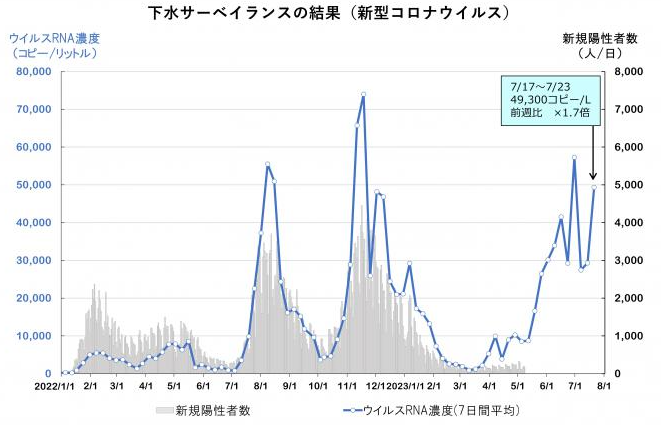 下水サーベイランスの結果（新型コロナウイルス）
ウイルスRNA濃度
（コピー/リットル）
新規陽性者数
（人/日）
80,000
70,000
60,000
50,000
40,000
30,000
20,000
10,000
0
8,000
7,000
6,000
5,000
4,000
3,000
2,000
1,000
0
7/17～7/23
49,300コピー/L
前週比　×1.7倍
2022/1/1 2/1 3/1 4/1 5/1 6/1 7/1 8/1 9/1 10/1 11/1 12/1 2023/1/1 2/1 3/1 4/1 5/1 6/1 7/1 8/1
新規陽性者数 ウイルスRNA濃度(7日間平均)